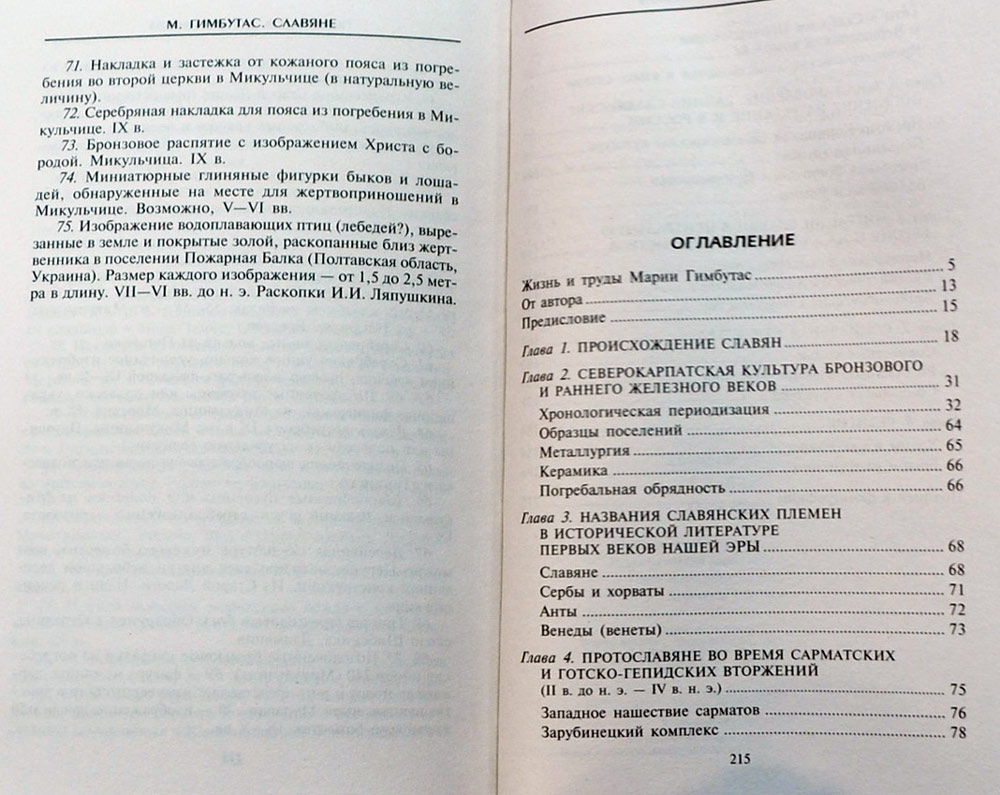 М. ГИМБУТАС. СЛАВЯНЕ
71. Накладка и застежка от кожаного пояса из погре-
бения во второй церкви в Микульчице (в натуральную ве-
личину).
72. Серебряная накладка для пояса из погребения в Ми-
кульчице. IX в.
73. Бронзовое распятие с изображением Христа с бо-
родой. Микульчица. IX в.
74. Миниатюрные глиняные фигурки быков и лоша-
дей, обнаруженные на месте для жертвоприношений в
Микульчице. Возможно, V—VI вв.
75. Изображение водоплавающих птиц (лебедей?), выре-
занные в земле и покрытые золой, раскопанные близ жерт-
венника в поселении Пожарная Балка (Полтавская область,
Украина). Размер каждого изображения — от 1,5 до 2,5 мет-
ра в длину. VII—VI вв. до н. э. Раскопки И.И. Ляпушкина.
ОГЛАВЛЕНИЕ
Жизнь и труды Марии Гимбутас 5
От автора 13
Предисловие 15
Глава 1. ПРОИСХОЖДЕНИЕ СЛАВЯН 18
Глава 2. СЕВЕРОКАРПАТСКАЯ КУЛЬТУРА БРОНЗОВОГО
И РАННЕГО ЖЕЛЕЗНОГО ВЕКОВ 31
Хронологическая периодизация 32
Образцы поселений 64
Металлургия 65
Керамика 66
Погребальная обрядность 66
Глава 3. НАЗВАНИЯ СЛАВЯНСКИХ ПЛЕМЕН
В ИСТОРИЧЕСКОЙ ЛИТЕРАТУРЕ
ПЕРВЫХ ВЕКОВ НАШЕЙ ЭРЫ 68
Славяне 68
Сербы и хорваты 71
Анты 72
Венеды (венеты) 73
Глава 4. ПРОТОСЛАВЯНЕ ВО ВРЕМЯ САРМАТСКИХ
И ГОТСКО-ГЕПИДСКИХ ВТОРЖЕНИЙ
(II в. до н. э. — IV в. н. э.) 75
Западное нашествие сарматов 76
Зарубинецкий комплекс 78
215